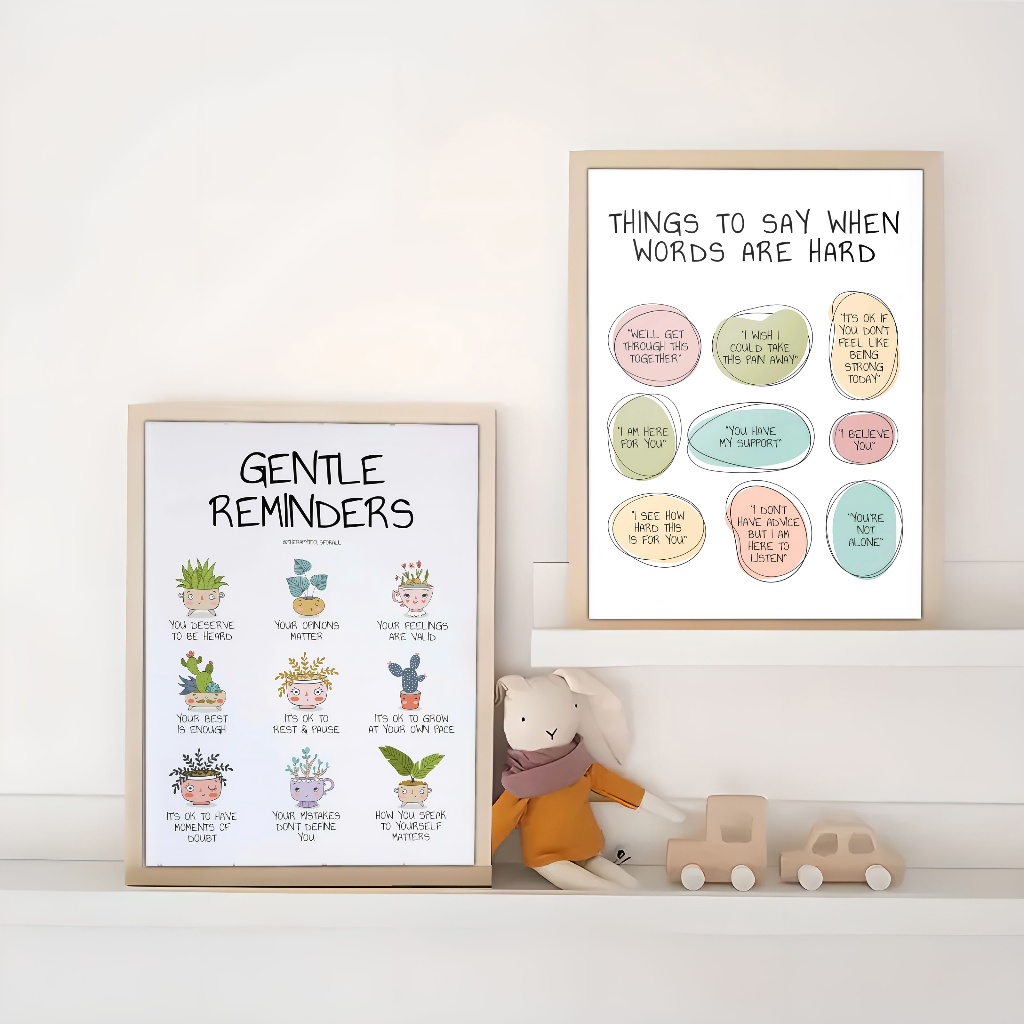 GENTLE
REMINDERS
YOU DESERVE
TO BE HEARD
YOUR OPINIONS
MATTER
YOUR FEELINGS
ARE VALID
YOUR BEST
IS ENOUGH
IT'S OK TO
REST & PAUSE
IT'S OK TO GROW
AT YOUR OWN PACE
IT'S OK TO HAVE
MOMENTS OF
DOUBT
YOUR MISTAKES
DON'T DEFINE
YOU
HOW YOU SPEAK
TO YOURSELF
MATTERS
THINGS TO SAY WHEN
WORDS ARE HARD
"WE'LL GET
THROUGH THIS
TOGETHER"
"I WISH I
COULD TAKE
THIS PAIN AWAY"
"IT'S OK IF
YOU DON'T
FEEL LIKE
BEING
STRONG
TODAY"
"I AM HERE
FOR YOU"
"YOU HAVE
MY SUPPORT"
"I BELIEVE
YOU"
"I SEE HOW
HARD THIS
IS FOR YOU"
"I DON'T
HAVE ADVICE
BUT I AM
HERE TO
LISTEN"
"YOU'RE
NOT
ALONE"